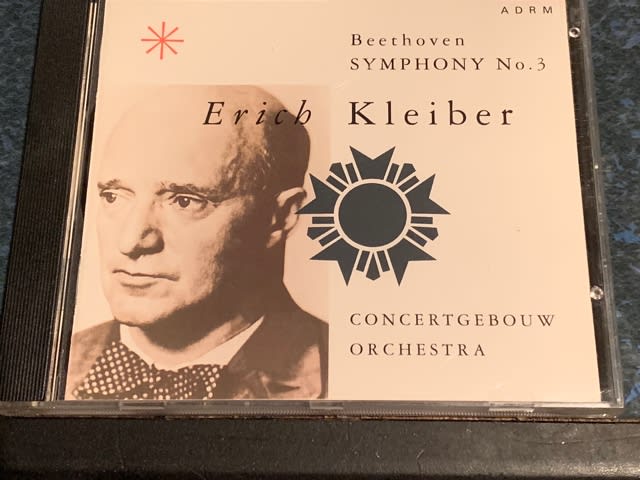 ADRM
Beethoven
SYMPHONY No.3
Erich Kleiber
CONCERTGEBOUW
ORCHESTRA